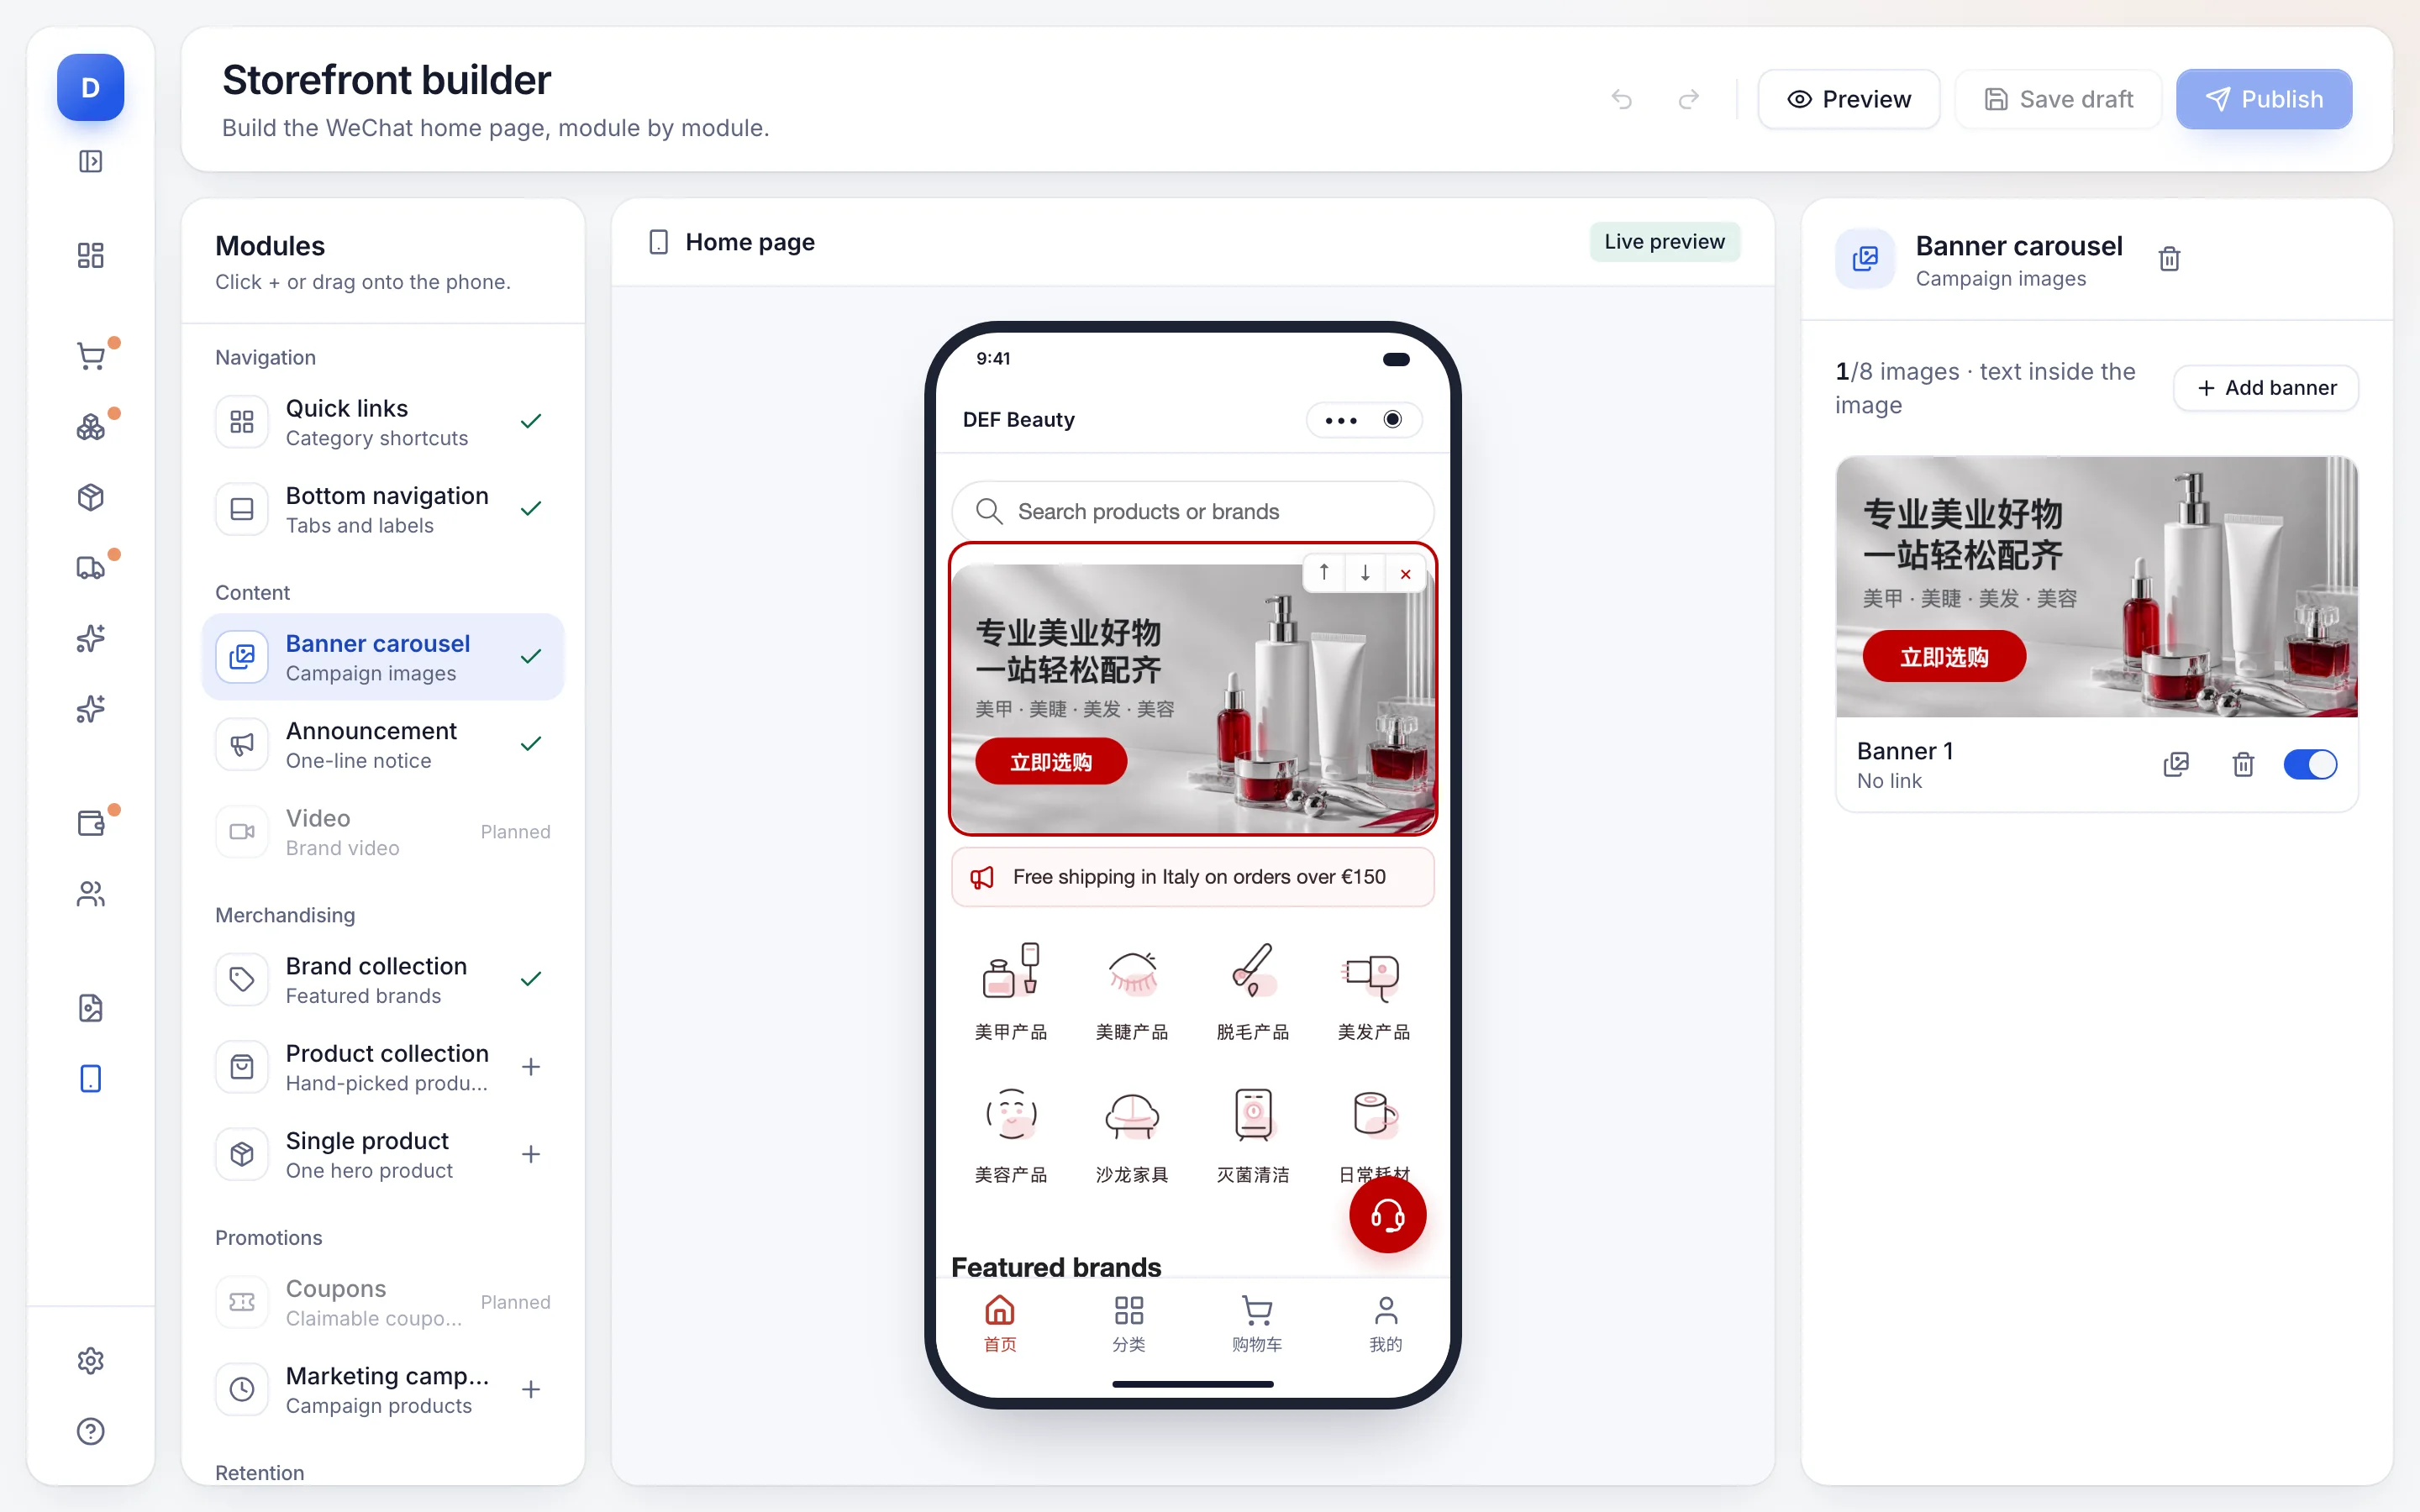 D
Storefront builder
Build the WeChat home page, module by module.
Preview
Save draft
Publish
Modules
Click + or drag onto the phone.
Navigation
Quick links
Category shortcuts
Bottom navigation
Tabs and labels
Content
Banner carousel
Campaign images
Announcement
One-line notice
Video
Brand video
Planned
Merchandising
Brand collection
Featured brands
Product collection
Hand-picked produ...
Single product
One hero product
Promotions
Coupons
Claimable coupo...
Planned
Marketing camp...
Campaign products
Retention
Home page
Live preview
9:41
DEF Beauty
Search products or brands
专业美业好物
一站轻松配齐
美甲 · 美睫 · 美发 · 美容
立即选购
Free shipping in Italy on orders over €150
美甲产品
美睫产品
脱毛产品
美发产品
美容产品
沙龙家具
灭菌清洁
日常耗材
Featured brands
首页
分类
购物车
我的
Banner carousel
Campaign images
1/8 images · text inside the
image
Add banner
专业美业好物
一站轻松配齐
美甲 · 美睫 · 美发 · 美容
立即选购
Banner 1
No link